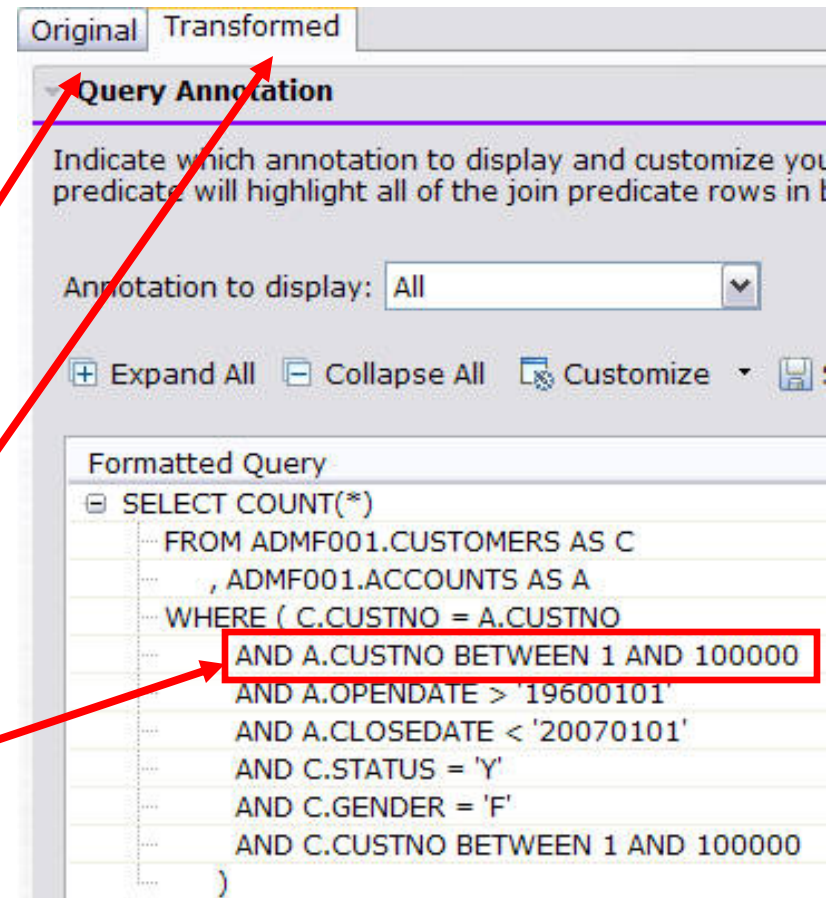 Original Transformed
Query Annotation
Indicate which annotation to display and customize you
predicate will highlight all of the join predicate rows in
Annotation to display: All
Expand All Collapse All Customize
Formatted Query
SELECT COUNT(*)
FROM ADMF001.CUSTOMERS AS C
, ADMF001.ACCOUNTS AS A
WHERE ( C.CUSTNO = A.CUSTNO
AND A.CUSTNO BETWEEN 1 AND 100000
AND A.OPENDATE > '19600101'
AND A.CLOSEDATE < '20070101'
AND C.STATUS = 'Y'
AND C.GENDER = 'F'
AND C.CUSTNO BETWEEN 1 AND 100000
)